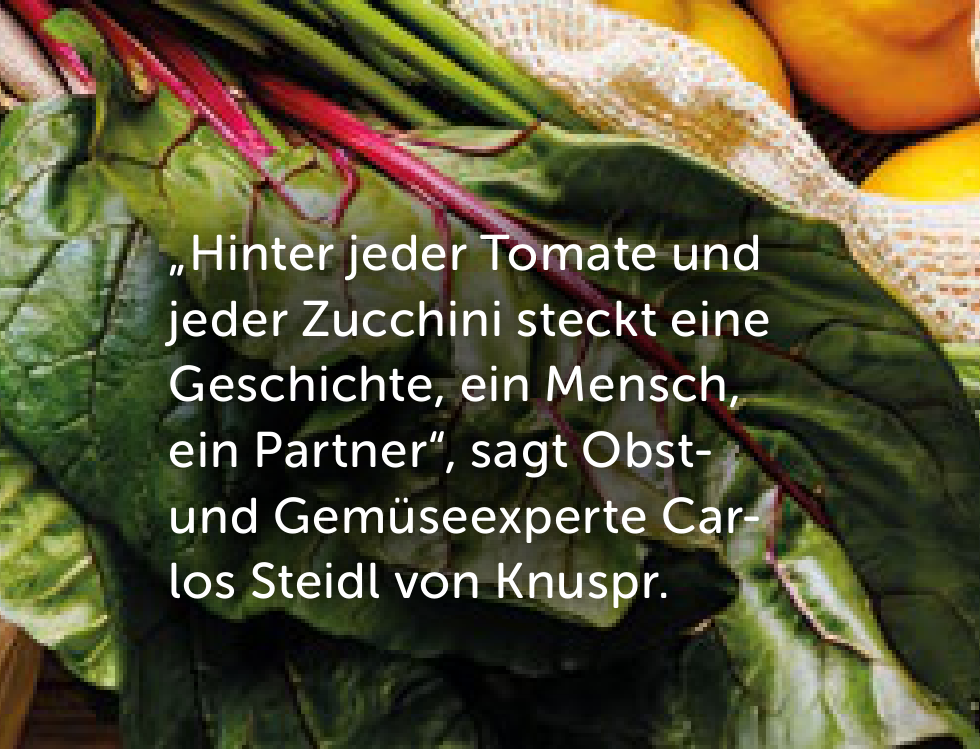 „Hinter jeder Tomate und
jeder Zucchini steckt eine
Geschichte, ein Mensch,
ein Partner“, sagt Obst-
und Gemüseexperte Car-
los Steidl von Knuspr.